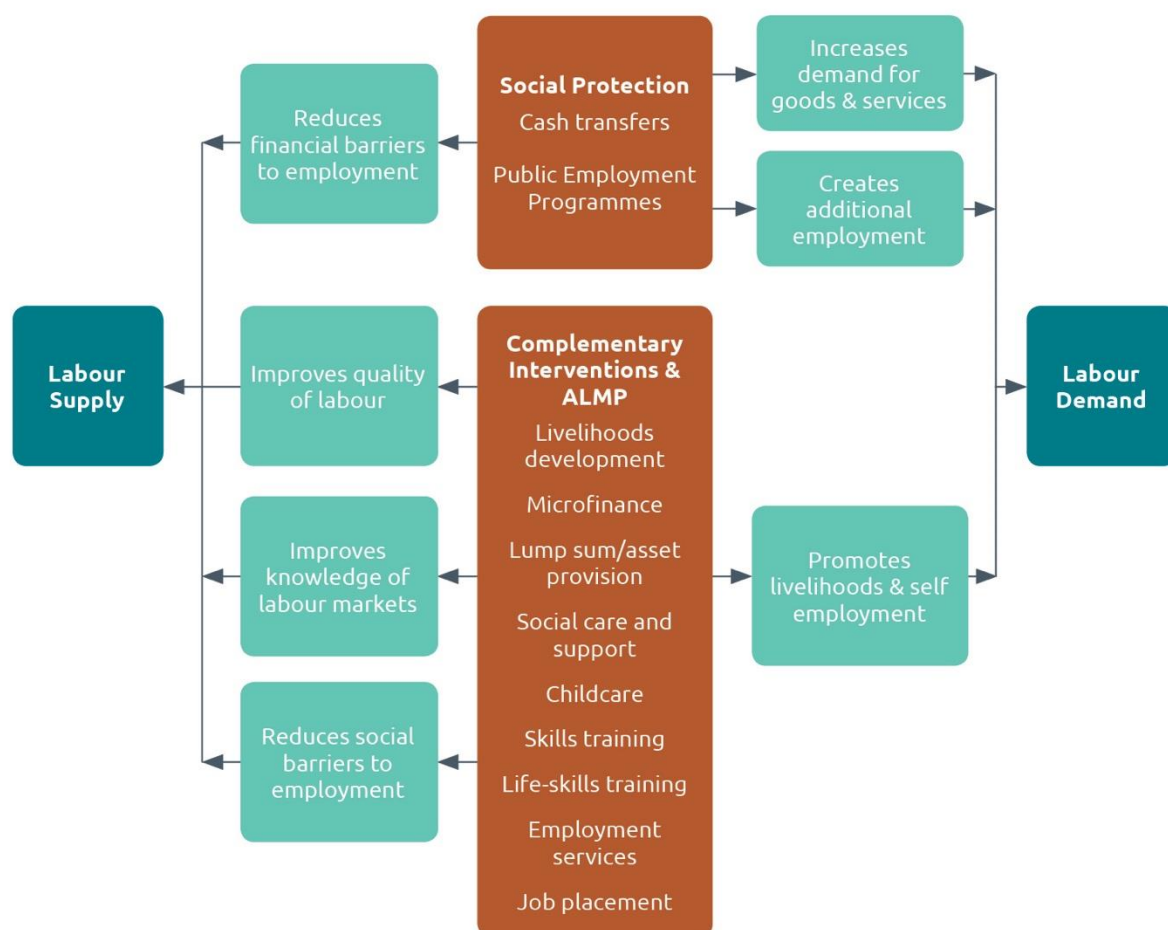 Social Protection
Cash transfers
Public Employment
Programmes
Reduces
financial barriers
to employment
Increases
demand for
goods & services
Creates
additional
employment
Labour
Supply
Improves quality
of labour
Improves
knowledge of
labour markets
Reduces social
barriers to
employment
Complementary
Interventions &
ALMP
Livelihoods
development
Microfinance
Lump sum/asset
provision
Social care and
support
Childcare
Skills training
Life-skills training
Employment
services
Job placement
Promotes
livelihoods & self
employment
Labour
Demand